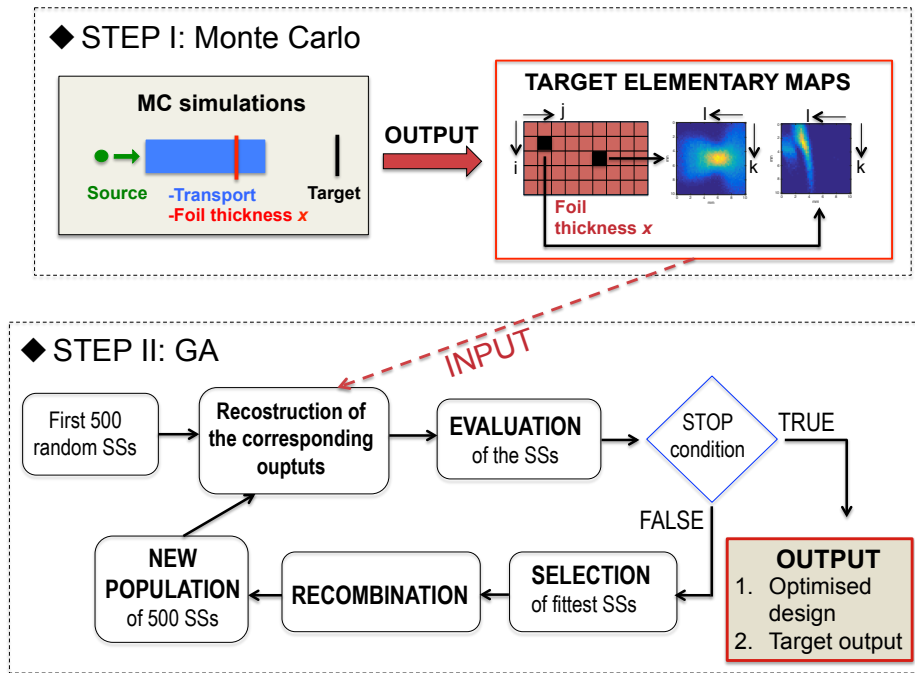 ◆ STEP I: Monte Carlo
MC simulations
Source
-Transport
-Foil thickness x
Target
OUTPUT
TARGET ELEMENTARY MAPS
j
i
Foil
thickness x
l
k
l
k
INPUT
◆ STEP II: GA
First 500
random SSs
Recostruction of
the corresponding
ouptuts
EVALUATION
of the SSs
STOP
condition
TRUE
FALSE
NEW
POPULATION
of 500 SSs
RECOMBINATION
SELECTION
of fittest SSs
OUTPUT
1. Optimised
design
2. Target output